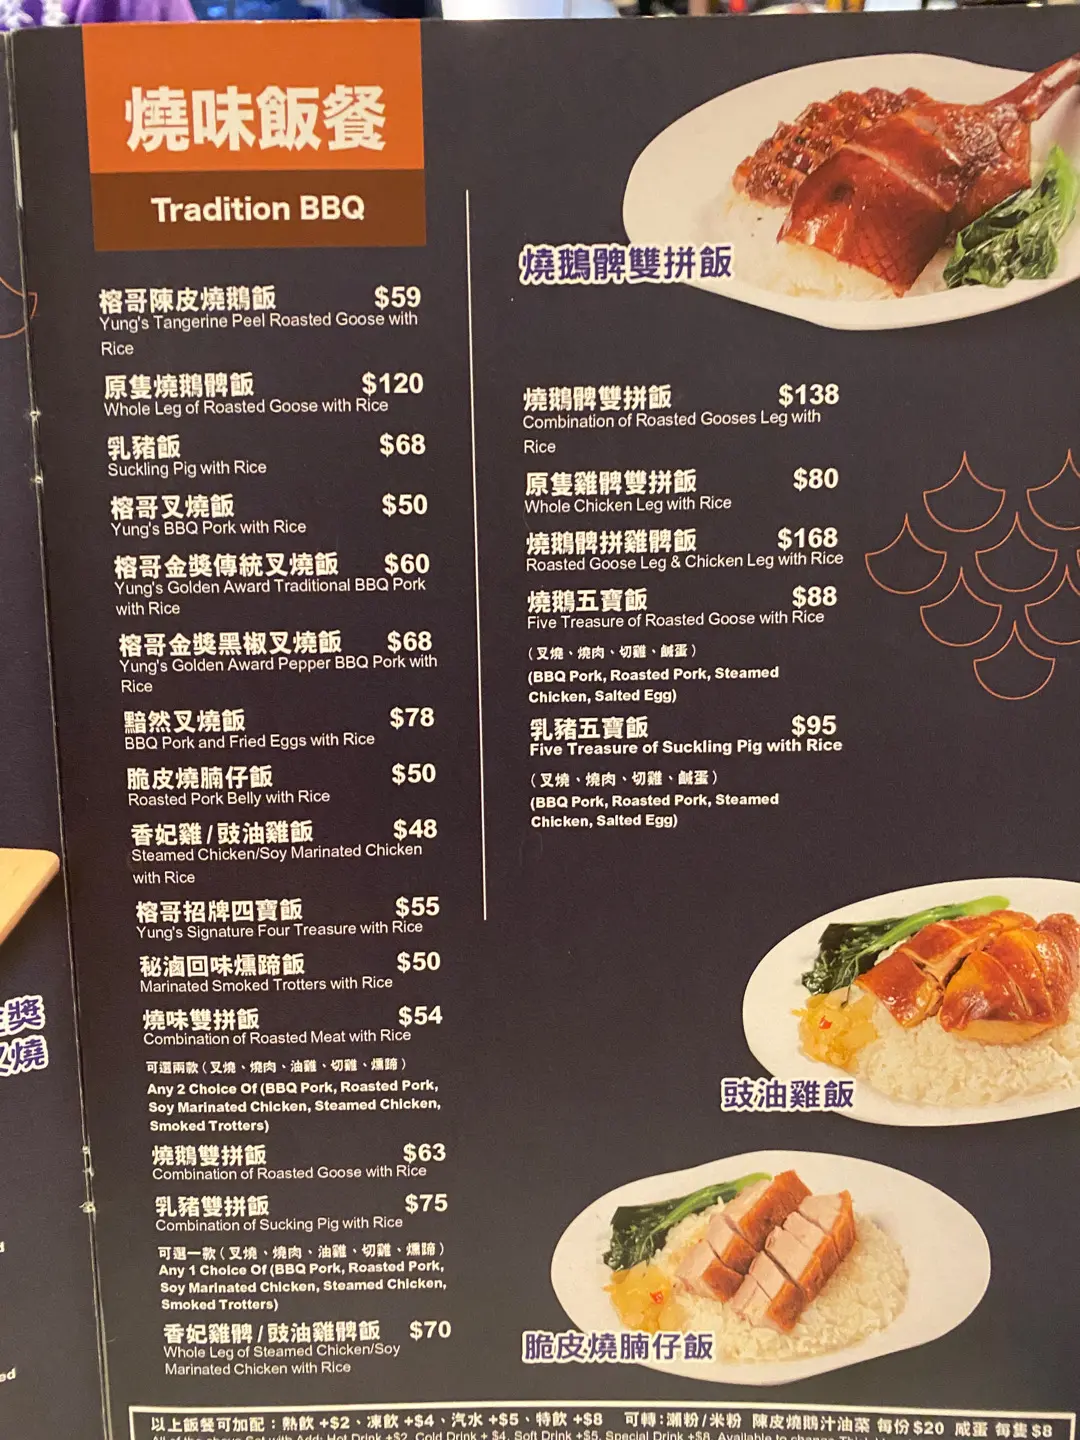 燒味飯餐
Tradition BBQ
榕哥陳皮燒鵝飯 $59
Yung's Tangerine Peel Roasted Goose with
Rice
原隻燒鵝髀飯 $120
Whole Leg of Roasted Goose with Rice
乳豬飯 $68
Suckling Pig with Rice
榕哥叉燒飯 $50
Yung's BBQ Pork with Rice
榕哥金獎傳統叉燒飯 $60
Yung's Golden Award Traditional BBQ Pork
with Rice
榕哥金獎黑椒叉燒飯 $68
Yung's Golden Award Pepper BBQ Pork with
Rice
黯然叉燒飯 $78
BBQ Pork and Fried Eggs with Rice
脆皮燒腩仔飯 $50
Roasted Pork Belly with Rice
香妃雞/豉油雞飯 $48
Steamed Chicken/Soy Marinated Chicken
with Rice
榕哥招牌四寶飯 $55
Yung's Signature Four Treasure with Rice
秘滷回味燻蹄飯 $50
Marinated Smoked Trotters with Rice
燒味雙拼飯 $54
Combination of Roasted Meat with Rice
可選兩款(叉燒、燒肉、油雞、切雞、燻蹄)
Any 2 Choice Of (BBQ Pork, Roasted Pork,
Soy Marinated Chicken, Steamed Chicken,
Smoked Trotters)
燒鵝雙拼飯 $63
Combination of Roasted Goose with Rice
乳豬雙拼飯 $75
Combination of Sucking Pig with Rice
可選一款(叉燒、燒肉、油雞、切雞、燻蹄)
Any 1 Choice Of (BBQ Pork, Roasted Pork,
Soy Marinated Chicken, Steamed Chicken,
Smoked Trotters)
香妃雞髀/豉油雞髀飯 $70
Whole Leg of Steamed Chicken/Soy
Marinated Chicken with Rice
燒鵝髀雙拼飯
燒鵝髀雙拼飯 $138
Combination of Roasted Gooses Leg with
Rice
原隻雞髀雙拼飯 $80
Whole Chicken Leg with Rice
燒鵝髀拼雞髀飯 $168
Roasted Goose Leg & Chicken Leg with Rice
燒鵝五寶飯 $88
Five Treasure of Roasted Goose with Rice
(叉燒、燒肉、切雞、鹹蛋)
(BBQ Pork, Roasted Pork, Steamed
Chicken, Salted Egg)
乳豬五寶飯 $95
Five Treasure of Suckling Pig with Rice
(叉燒、燒肉、切雞、鹹蛋)
(BBQ Pork, Roasted Pork, Steamed
Chicken, Salted Egg)
豉油雞飯
脆皮燒腩仔飯
獎
燒
以上飯餐可加配:熱飲+$2、凍飲+$4、汽水+$5、特飲+$8 可轉:瀨粉/米粉 陳皮燒鵝汁油菜 每份$20 咸蛋 每隻$8
Add: Hot Drink +$2, Cold Drink + $4, Soft Drink +$5, Special Drink +$8, Available to change